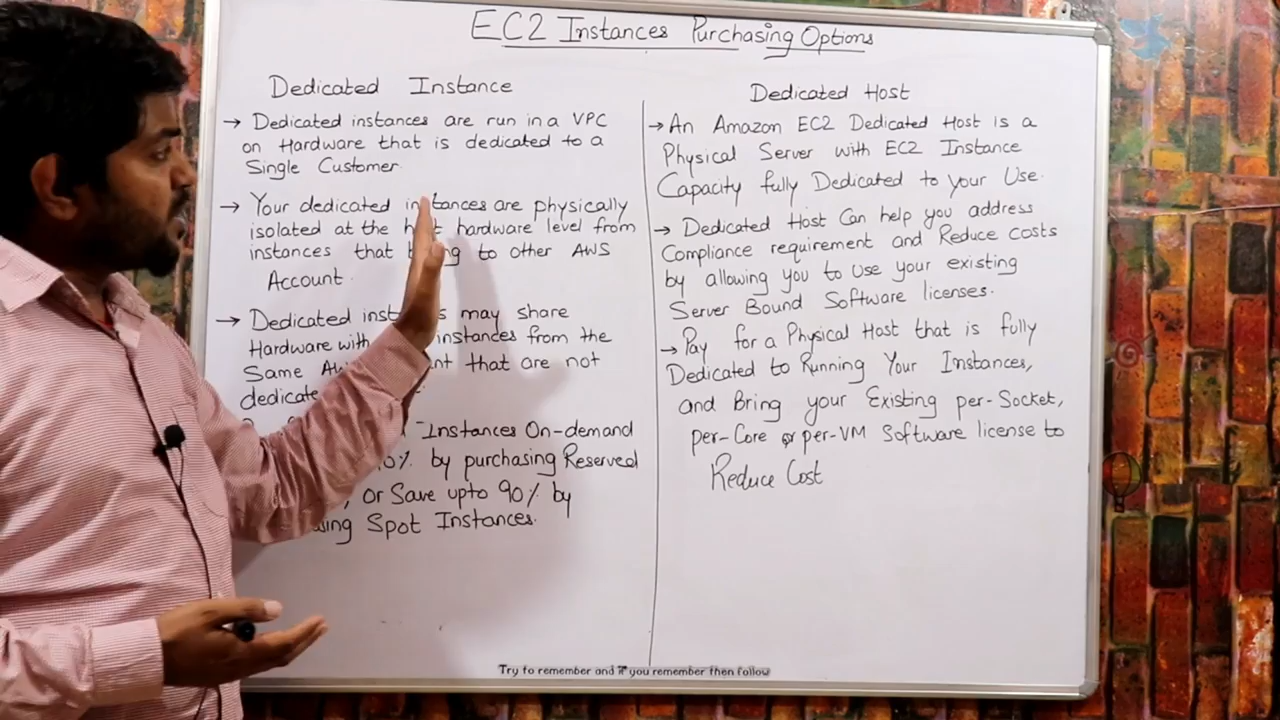 EC2 Instances Purchasing Options
Dedicated Instance
→ Dedicated instances are run in a VPC
on Hardware that is dedicated to a
Single Customer.
→ Your dedicated instances are physically
isolated at the hardware level from
instances that to other AWS
Account.
→ Dedicated may share
Hardware with instances from the
Same that are not
Instances On-demand
by purchasing Reserved
or Save upto 90% by
Spot Instances.
Dedicated Host
→ An Amazon EC2 Dedicated Host is a
Physical Server with EC2 Instance
Capacity fully Dedicated to your Use.
→ Dedicated Host Can help you address
Compliance requirement and Reduce Costs
by allowing you to use your existing
Server Bound Software licenses.
→ Pay for a Physical Host that is fully
Dedicated to Running Your Instances,
and Bring your Existing per-Socket,
per-Core or per-VM Software license to
Reduce Cost
Try to remember and if you remember then follow